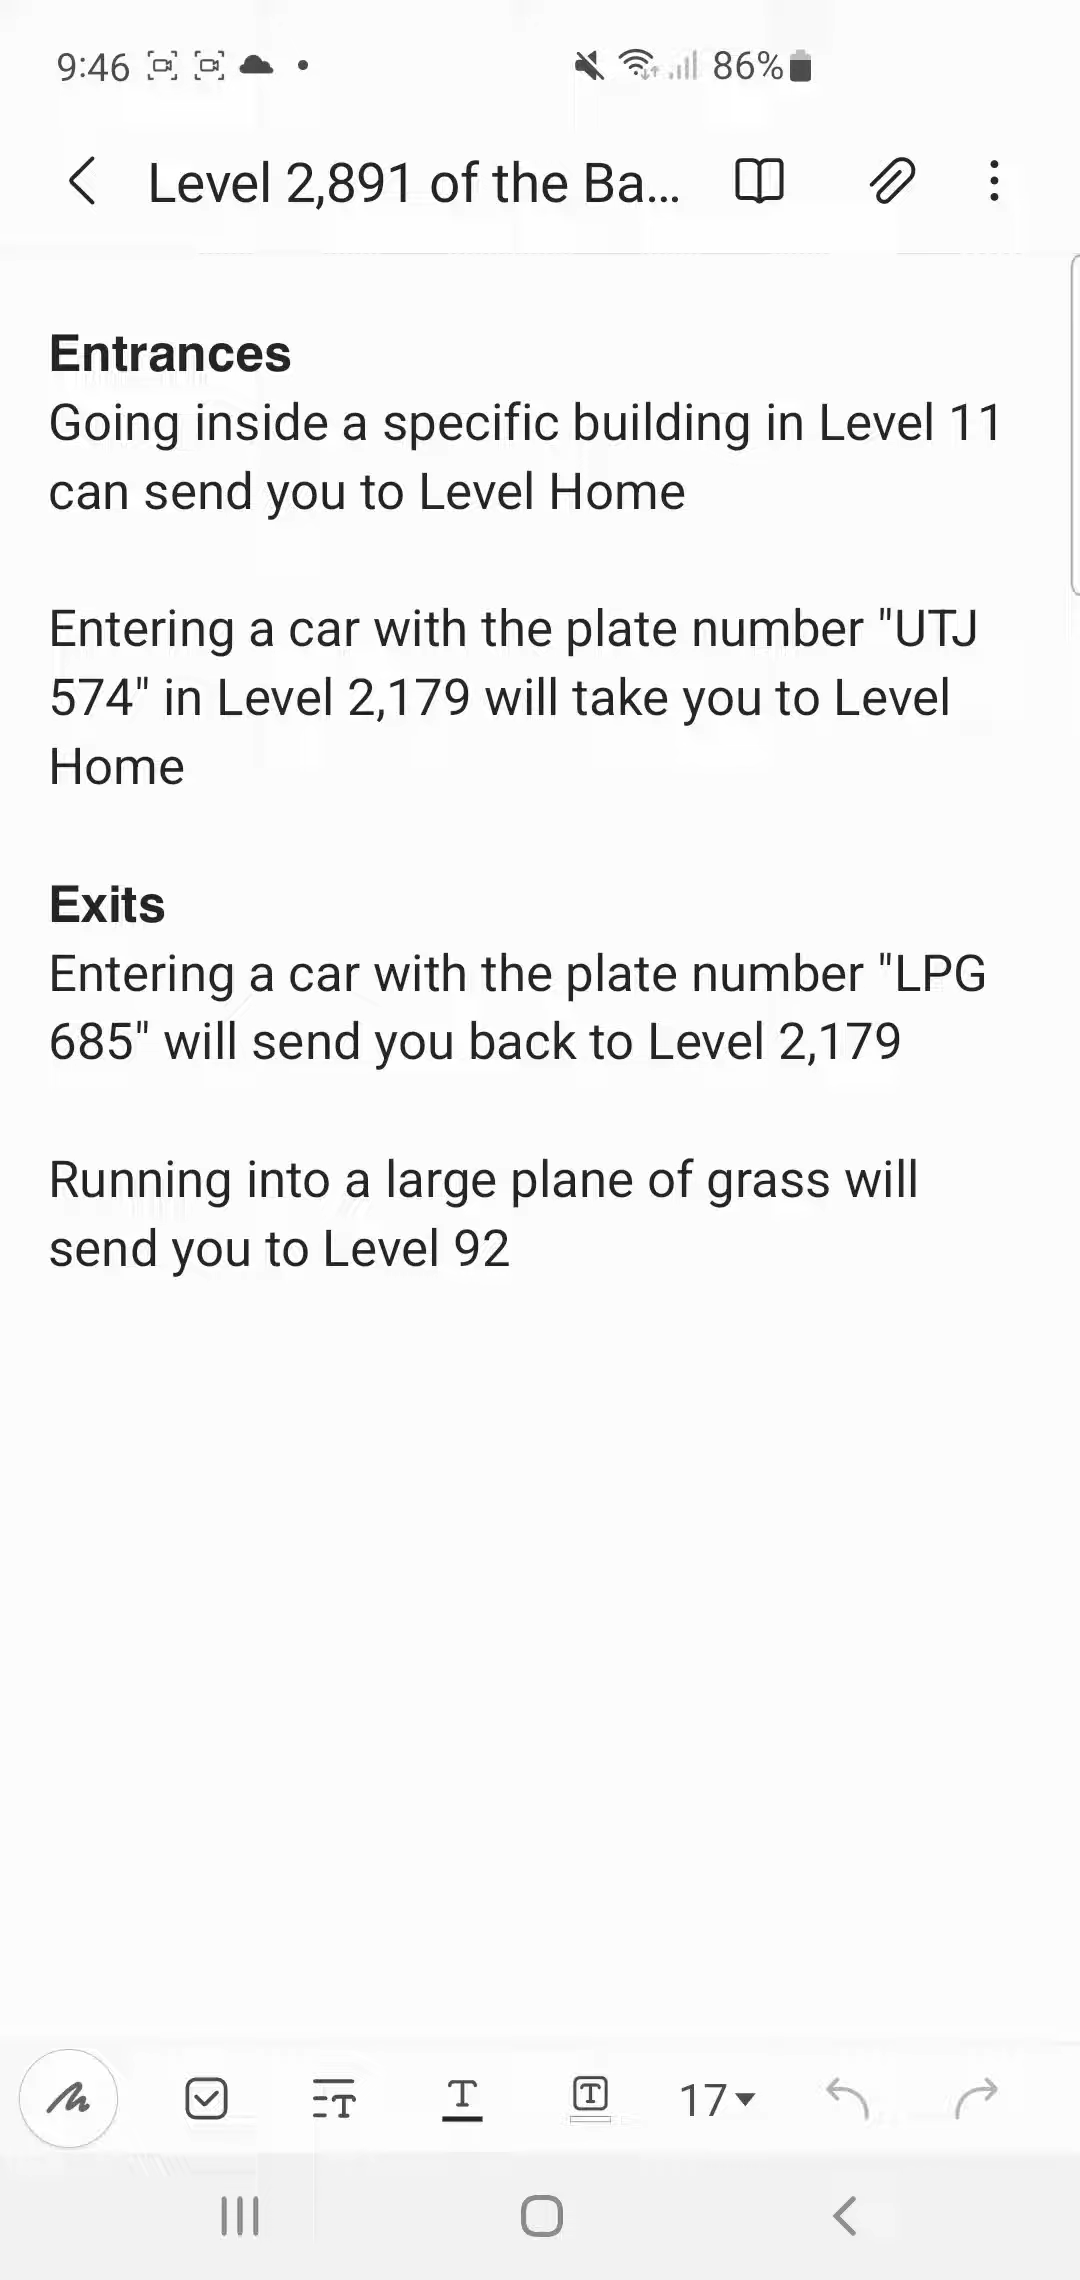 9:46 86%
Level 2,891 of the Ba...
Entrances
Going inside a specific building in Level 11
can send you to Level Home
Entering a car with the plate number "UTJ
574" in Level 2,179 will take you to Level
Home
Exits
Entering a car with the plate number "LPG
685" will send you back to Level 2,179
Running into a large plane of grass will
send you to Level 92
17